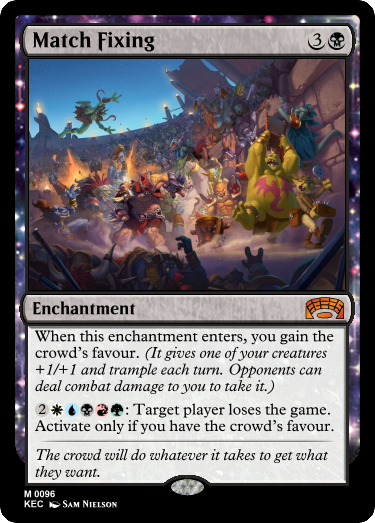 Match Fixing 3
Enchantment
When this enchantment enters, you gain the
crowd's favour. (It gives one of your creatures
+1/+1 and trample each turn. Opponents can
deal combat damage to you to take it.)
2 : Target player loses the game.
Activate only if you have the crowd's favour.
The crowd will do whatever it takes to get what
they want.
M 0096
KEC Sam Nielson